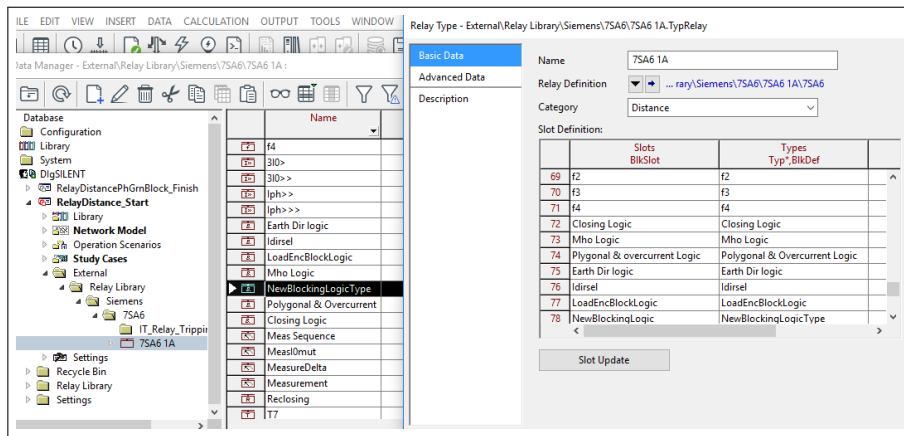 ILE EDIT VIEW INSERT DATA CALCULATION OUTPUT TOOLS WINDOW
Data Manager - External\Relay Library\Siemens\7SA6\7SA6 1A :
Database
Configuration
Library
System
DIgSILENT
RelayDistancePhGrnBlock_Finish
RelayDistance_Start
Library
Network Model
Operation Scenarios
Study Cases
External
Relay Library
Siemens
7SA6
IT_Relay_Trippin
7SA6 1A
Settings
Recycle Bin
Relay Library
Settings
Name
f4
3I0>
3I0>>
Iph>>
Iph>>>
Earth Dir logic
Idirsel
LoadEncBlockLogic
Mho Logic
NewBlockingLogicType
Polygonal & Overcurrent
Closing Logic
Meas Sequence
MeasI0mut
MeasureDelta
Measurement
Reclosing
T7
Relay Type - External\Relay Library\Siemens\7SA6\7SA6 1A.TypRelay
Basic Data
Advanced Data
Description
Name 7SA6 1A
Relay Definition ... rary\Siemens\7SA6\7SA6 1A\7SA6
Category Distance
Slot Definition:
Slots Types
BlkSlot Typ*,BlkDef
69 f2 f2
70 f3 f3
71 f4 f4
72 Closing Logic Closing Logic
73 Mho Logic Mho Logic
74 Plygonal & overcurrent Logic Polygonal & Overcurrent Logic
75 Earth Dir logic Earth Dir logic
76 Idirsel Idirsel
77 LoadEncBlockLogic LoadEncBlockLogic
78 NewBlockingLogic NewBlockingLogicType
Slot Update